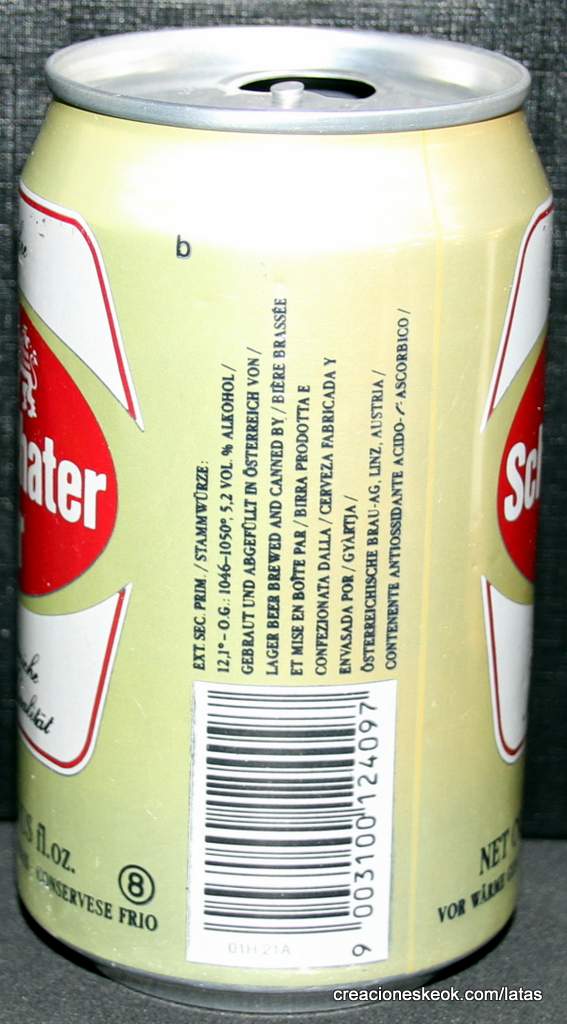 b
EXT. SEC. PRIM. / STAMMWÜRZE:
12,1° – O.G.: 1046–1050°, 5,2 VOL. % ALKOHOL /
GEBRAUT UND ABGEFÜLLT IN ÖSTERREICH VON /
LAGER BEER BREWED AND CANNED BY / BIÈRE BRASSÉE
ET MISE EN BOÎTE PAR / BIRRA PRODOTTA E
CONFEZIONATA DALLA / CERVEZA FABRICADA Y
ENVASADA POR / GYÁRTJA /
ÖSTERREICHISCHE BRAU-AG, LINZ, AUSTRIA /
CONTENENTE ANTIOSSIDANTE ACIDO- ASCORBICO /
9 003100 124097
01H 21A
nater
Sch
fl.oz.
CONSERVESE FRIO
8
NET
VOR WÄRME
creacioneskeok.com/latas